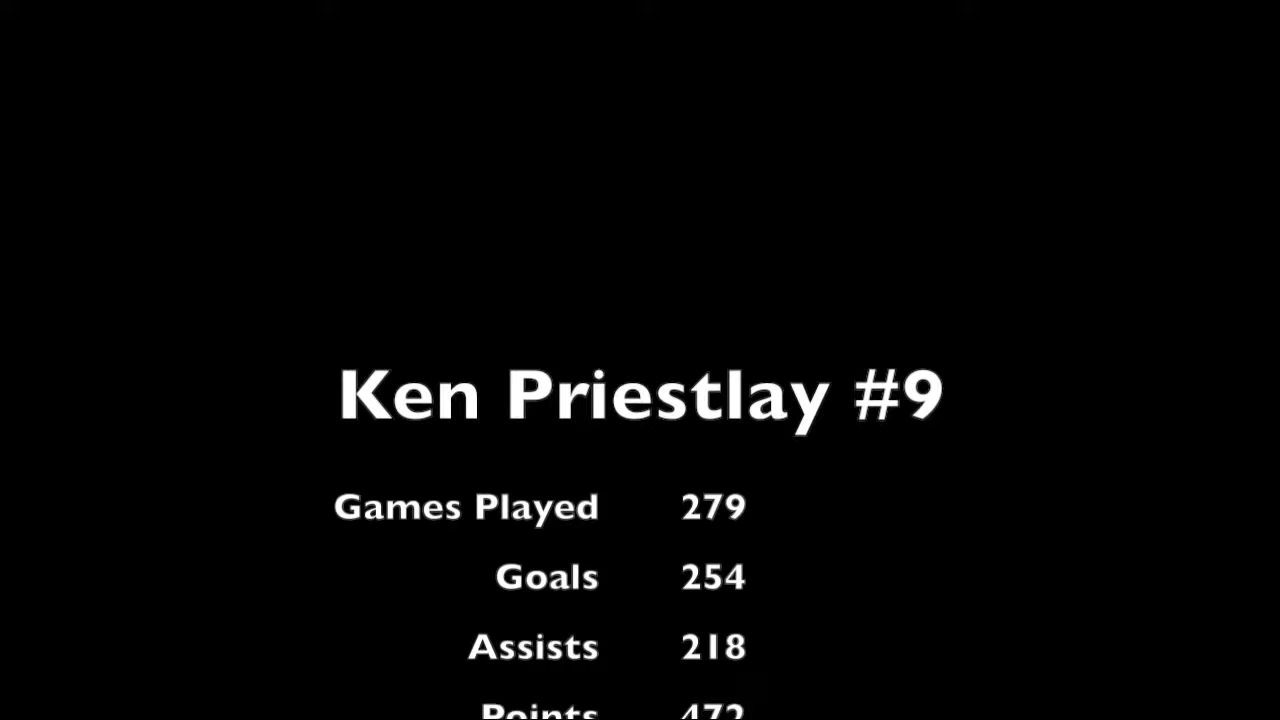 Ken Priestlay #9
Games Played 279
Goals 254
Assists 218
Points 472